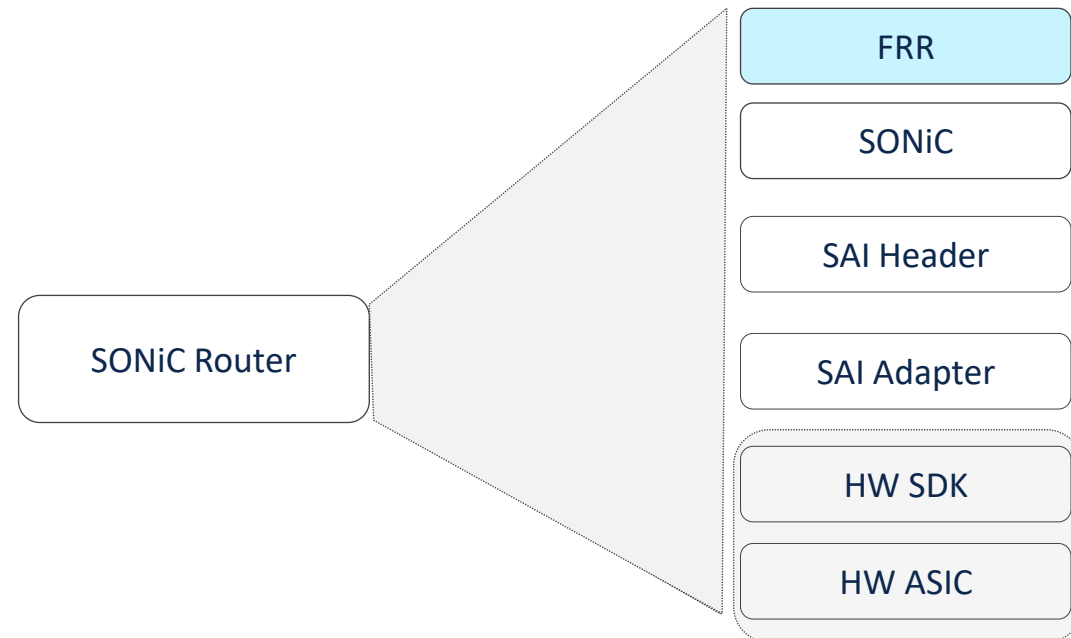 FRR
SONiC
SAI Header
SONiC Router
SAI Adapter
HW SDK
HW ASIC